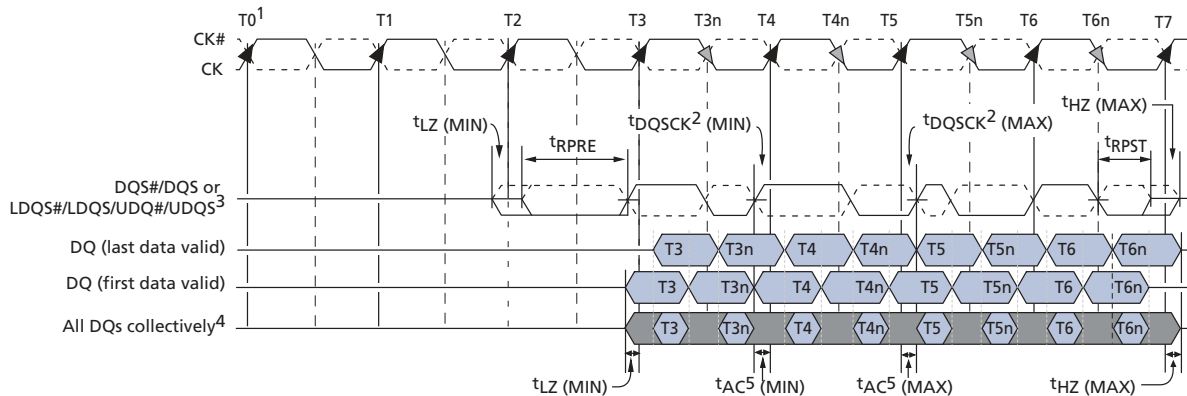 T0¹ T1 T2 T3 T3n T4 T4n T5 T5n T6 T6n T7
CK#
CK
tHZ (MAX)
tLZ (MIN) tDQSCK² (MIN) tDQSCK² (MAX)
tRPRE tRPST
DQS#/DQS or
LDQS#/LDQS/UDQ#/UDQS³
DQ (last data valid) T3 T3n T4 T4n T5 T5n T6 T6n
DQ (first data valid) T3 T3n T4 T4n T5 T5n T6 T6n
All DQs collectively⁴ T3 T3n T4 T4n T5 T5n T6 T6n
tLZ (MIN) tAC⁵ (MIN) tAC⁵ (MAX) tHZ (MAX)